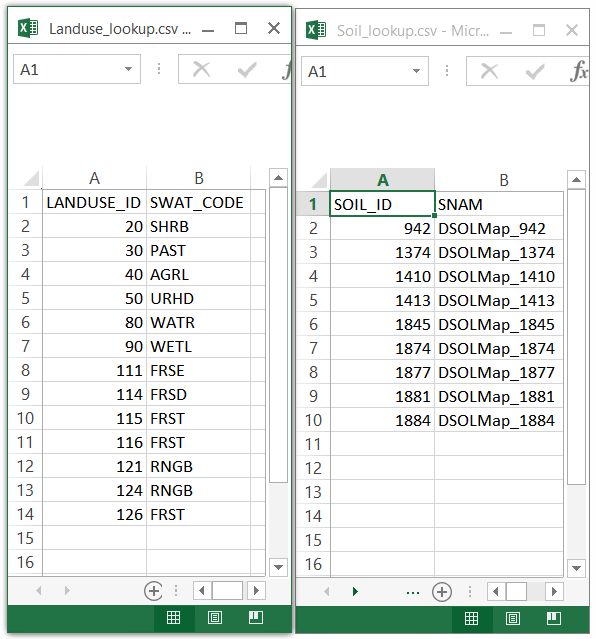 Landuse_lookup.csv
A1
A B
1 LANDUSE_ID SWAT_CODE
2 20 SHRB
3 30 PAST
4 40 AGRL
5 50 URHD
6 80 WATR
7 90 WETL
8 111 FRSE
9 114 FRSD
10 115 FRST
11 116 FRST
12 121 RNGB
13 124 RNGB
14 126 FRST
15
16
Soil_lookup.csv - Micr...
A1 fx
A B
1 SOIL_ID SNAM
2 942 DSOLMap_942
3 1374 DSOLMap_1374
4 1410 DSOLMap_1410
5 1413 DSOLMap_1413
6 1845 DSOLMap_1845
7 1874 DSOLMap_1874
8 1877 DSOLMap_1877
9 1881 DSOLMap_1881
10 1884 DSOLMap_1884
11
12
13
14
15
16
...